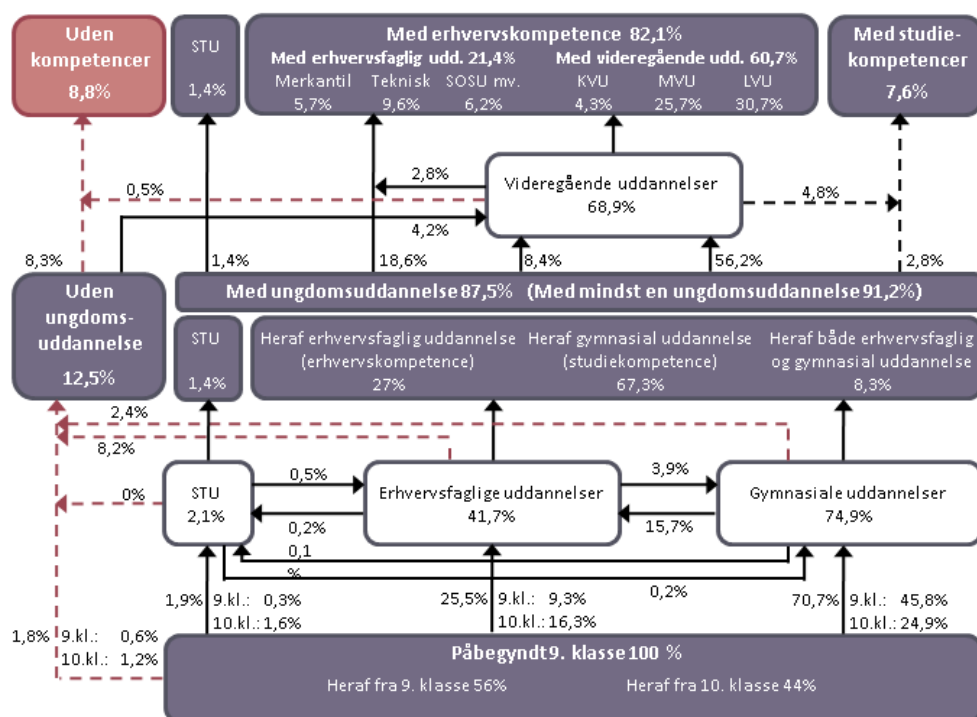 Uden
kompetencer
8,8%
STU
1,4%
Med erhvervskompetence 82,1%
Med erhvervsfaglig udd. 21,4%
Med videregående udd. 60,7%
Merkantil
Teknisk
SOSU mv.
KVU
MVU
LVU
5,7%
9,6%
6,2%
4,3%
25,7%
30,7%
Med studie-
kompetencer
7,6%
Videregående uddannelser
68,9%
2,8%
0,5%
4,2%
4,8%
8,3%
1,4%
18,6%
8,4%
56,2%
2,8%
Uden
ungdoms-
uddannelse
12,5%
Med ungdomsuddannelse 87,5% (Med mindst en ungdomsuddannelse 91,2%)
STU
1,4%
Heraf erhvervsfaglig uddannelse
(erhvervskompetence)
27%
Heraf gymnasial uddannelse
(studiekompetence)
67,3%
Heraf både erhvervsfaglig
og gymnasial uddannelse
8,3%
2,4%
8,2%
0%
STU
2,1%
0,5%
0,2%
Erhvervsfaglige uddannelser
41,7%
3,9%
15,7%
Gymnasiale uddannelser
74,9%
0,1
%
0,2%
1,9% 9.kl.: 0,3%
10.kl.: 1,6%
25,5% 9.kl.: 9,3%
10.kl.: 16,3%
70,7% 9.kl.: 45,8%
10.kl.: 24,9%
1,8% 9.kl.: 0,6%
10.kl.: 1,2%
Påbegyndt 9. klasse 100 %
Heraf fra 9. klasse 56%
Heraf fra 10. klasse 44%